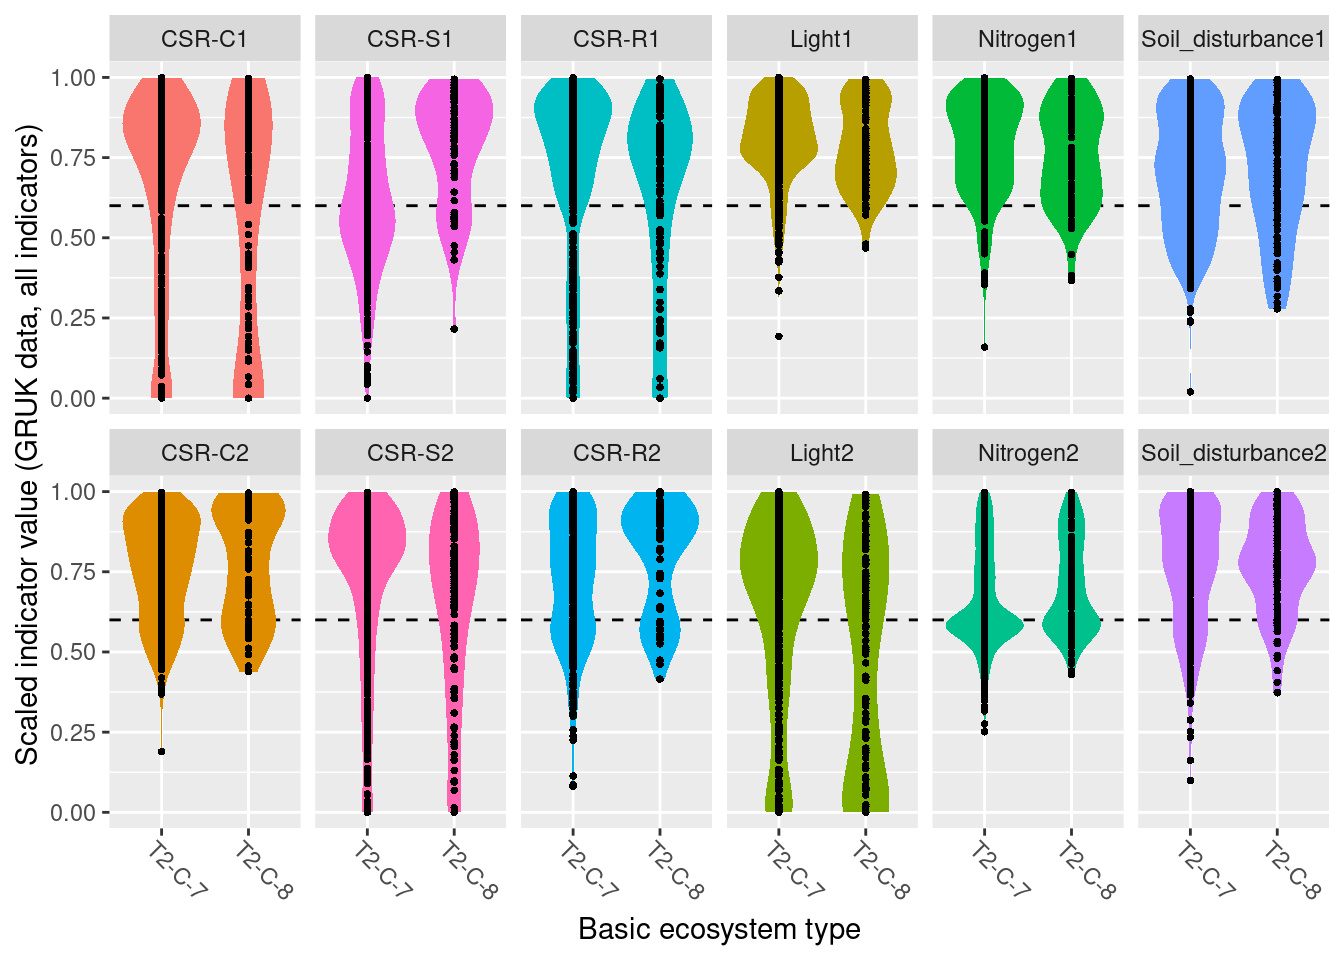 CSR-C1 CSR-S1 CSR-R1 Light1 Nitrogen1 Soil_disturbance1
1.00
0.75
0.50
0.25
0.00
CSR-C2 CSR-S2 CSR-R2 Light2 Nitrogen2 Soil_disturbance2
1.00
0.75
0.50
0.25
0.00
Scaled indicator value (GRUK data, all indicators)
T2-C-7 T2-C-8 T2-C-7 T2-C-8 T2-C-7 T2-C-8 T2-C-7 T2-C-8 T2-C-7 T2-C-8 T2-C-7 T2-C-8
Basic ecosystem type